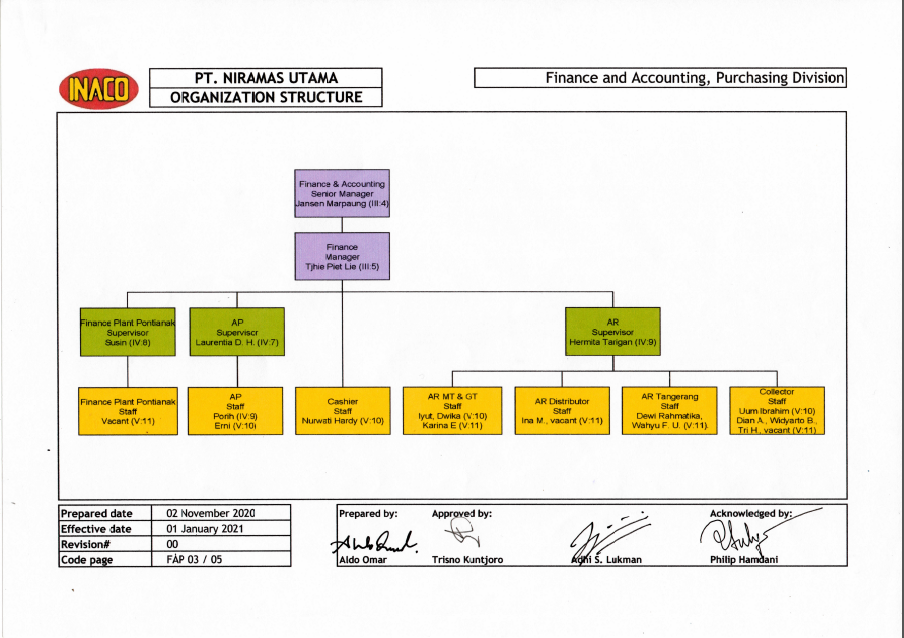 INACO
PT. NIRAMAS UTAMA
ORGANIZATION STRUCTURE
Finance and Accounting, Purchasing Division
Finance & Accounting
Senior Manager
Jansen Marpaung (III:4)
Finance
Manager
Tjhie Piet Lie (III:5)
Finance Plant Pontianak
Supervisor
Susin (IV:8)
AP
Supervisor
Laurentia D. H. (IV:7)
AR
Supervisor
Hermita Tarigan (IV:9)
Finance Plant Pontianak
Staff
Vacant (V:11)
AP
Staff
Porih (IV:9)
Erni (V:10)
Cashier
Staff
Nurwati Hardy (V:10)
AR MT & GT
Staff
Iyut, Dwika (V:10)
Karina E (V:11)
AR Distributor
Staff
Ina M., vacant (V:11)
AR Tangerang
Staff
Dewi Rahmatika,
Wahyu F. U. (V:11).
Collector
Staff
Uum Ibrahim (V:10)
Dian A., Widyarto B.,
Tri H., vacant (V:11)
Prepared date 02 November 2020
Effective date 01 January 2021
Revision# 00
Code page FAP 03 / 05
Prepared by: Approved by: Acknowledged by:
Aldo Omar Trisno Kuntjoro Adhi S. Lukman Philip Hamdani